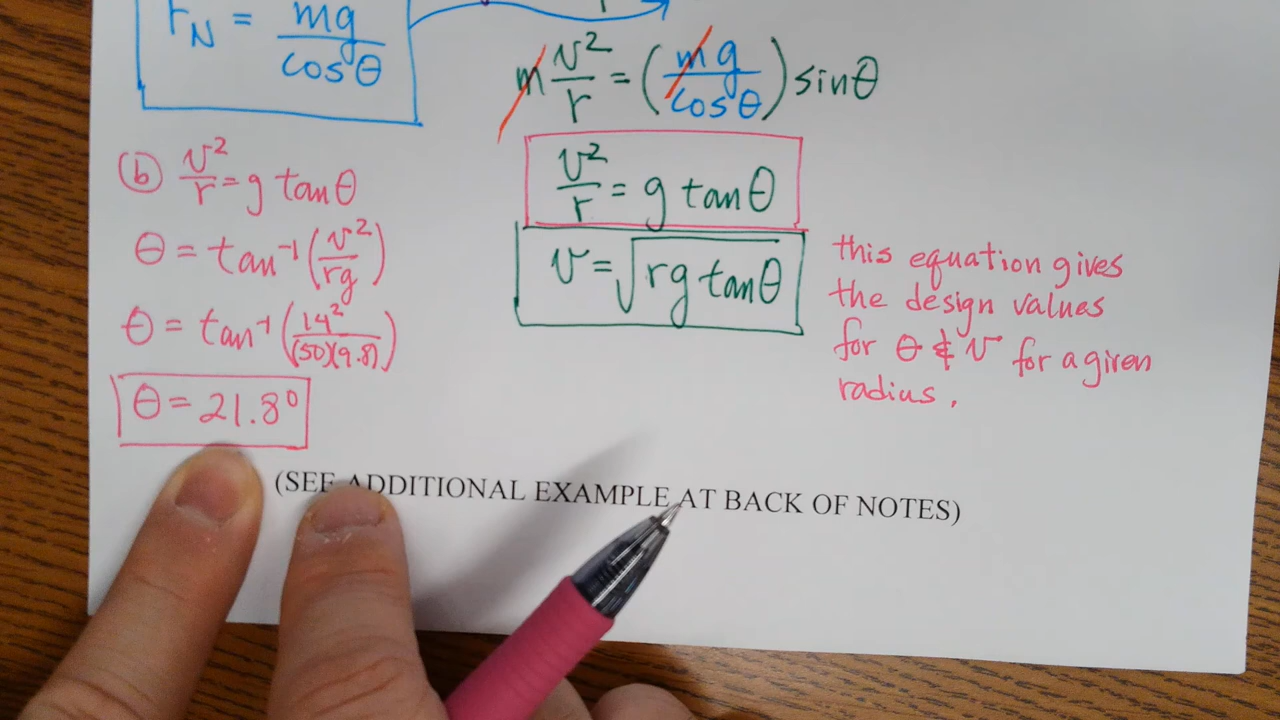 F_N = mg/cosθ
m v²/r = (mg/cosθ) sinθ
v²/r = g tanθ
v = √(rg tanθ)
this equation gives
the design values
for θ & v for a given
radius.
(b) v²/r = g tanθ
θ = tan⁻¹(v²/rg)
θ = tan⁻¹(14²/(50)(9.8))
θ = 21.8°
(SEE ADDITIONAL EXAMPLE AT BACK OF NOTES)